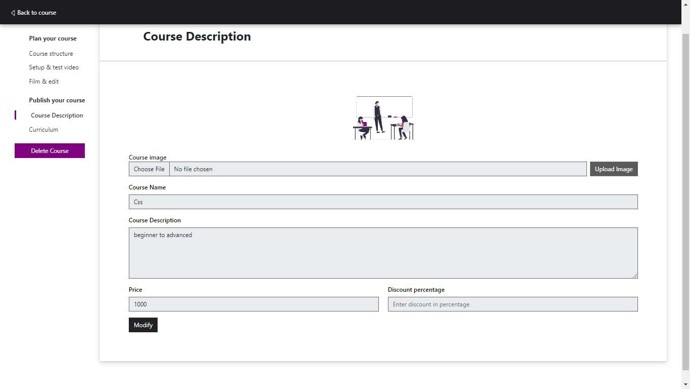 Back to course
Plan your course
Course structure
Setup & test video
Film & edit
Publish your course
Course Description
Curriculum
Delete Course
Course Description
Course image
Choose File No file chosen
Upload Image
Course Name
Css
Course Description
beginner to advanced
Price
1000
Discount percentage
Enter discount in percentage
Modify